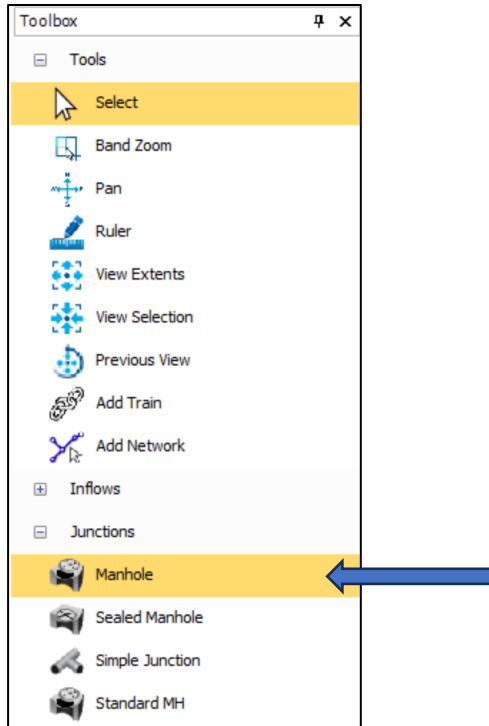 Toolbox
Tools
Select
Band Zoom
Pan
Ruler
View Extents
View Selection
Previous View
Add Train
Add Network
Inflows
Junctions
Manhole
Sealed Manhole
Simple Junction
Standard MH